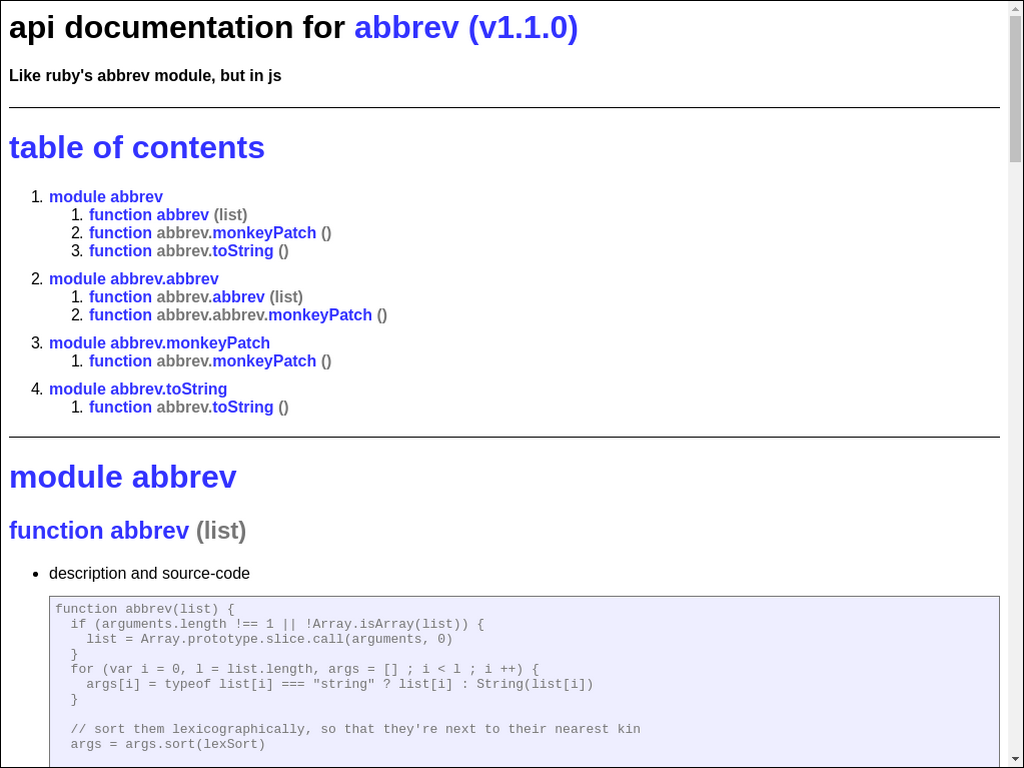 api documentation for abbrev (v1.1.0)
Like ruby's abbrev module, but in js
table of contents
1. module abbrev
1. function abbrev (list)
2. function abbrev.monkeyPatch ()
3. function abbrev.toString ()
2. module abbrev.abbrev
1. function abbrev.abbrev (list)
2. function abbrev.abbrev.monkeyPatch ()
3. module abbrev.monkeyPatch
1. function abbrev.monkeyPatch ()
4. module abbrev.toString
1. function abbrev.toString ()
module abbrev
function abbrev (list)
• description and source-code
function abbrev(list) {
  if (arguments.length !== 1 || !Array.isArray(list)) {
    list = Array.prototype.slice.call(arguments, 0)
  }
  for (var i = 0, l = list.length, args = [] ; i < l ; i ++) {
    args[i] = typeof list[i] === "string" ? list[i] : String(list[i])
  }
  // sort them lexicographically, so that they're next to their nearest kin
  args = args.sort(lexSort)